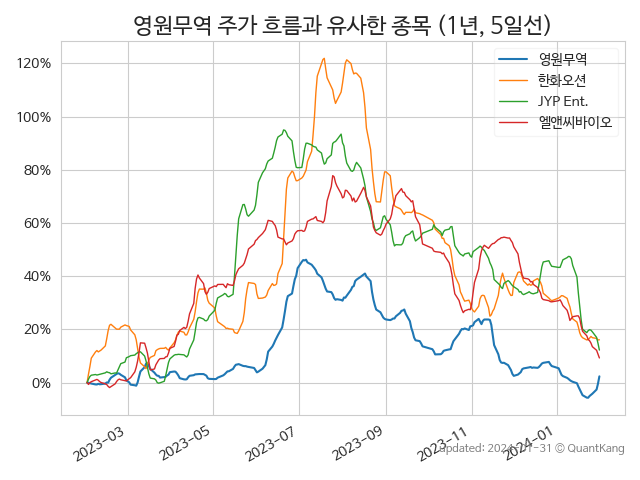 영원무역 주가 흐름과 유사한 종목 (1년, 5일선)
영원무역
한화오션
JYP Ent.
엘앤씨바이오
120%
100%
80%
60%
40%
20%
0%
2023-03
2023-05
2023-07
2023-09
2023-11
2024-01
updated: 2024-01-31 © QuantKang